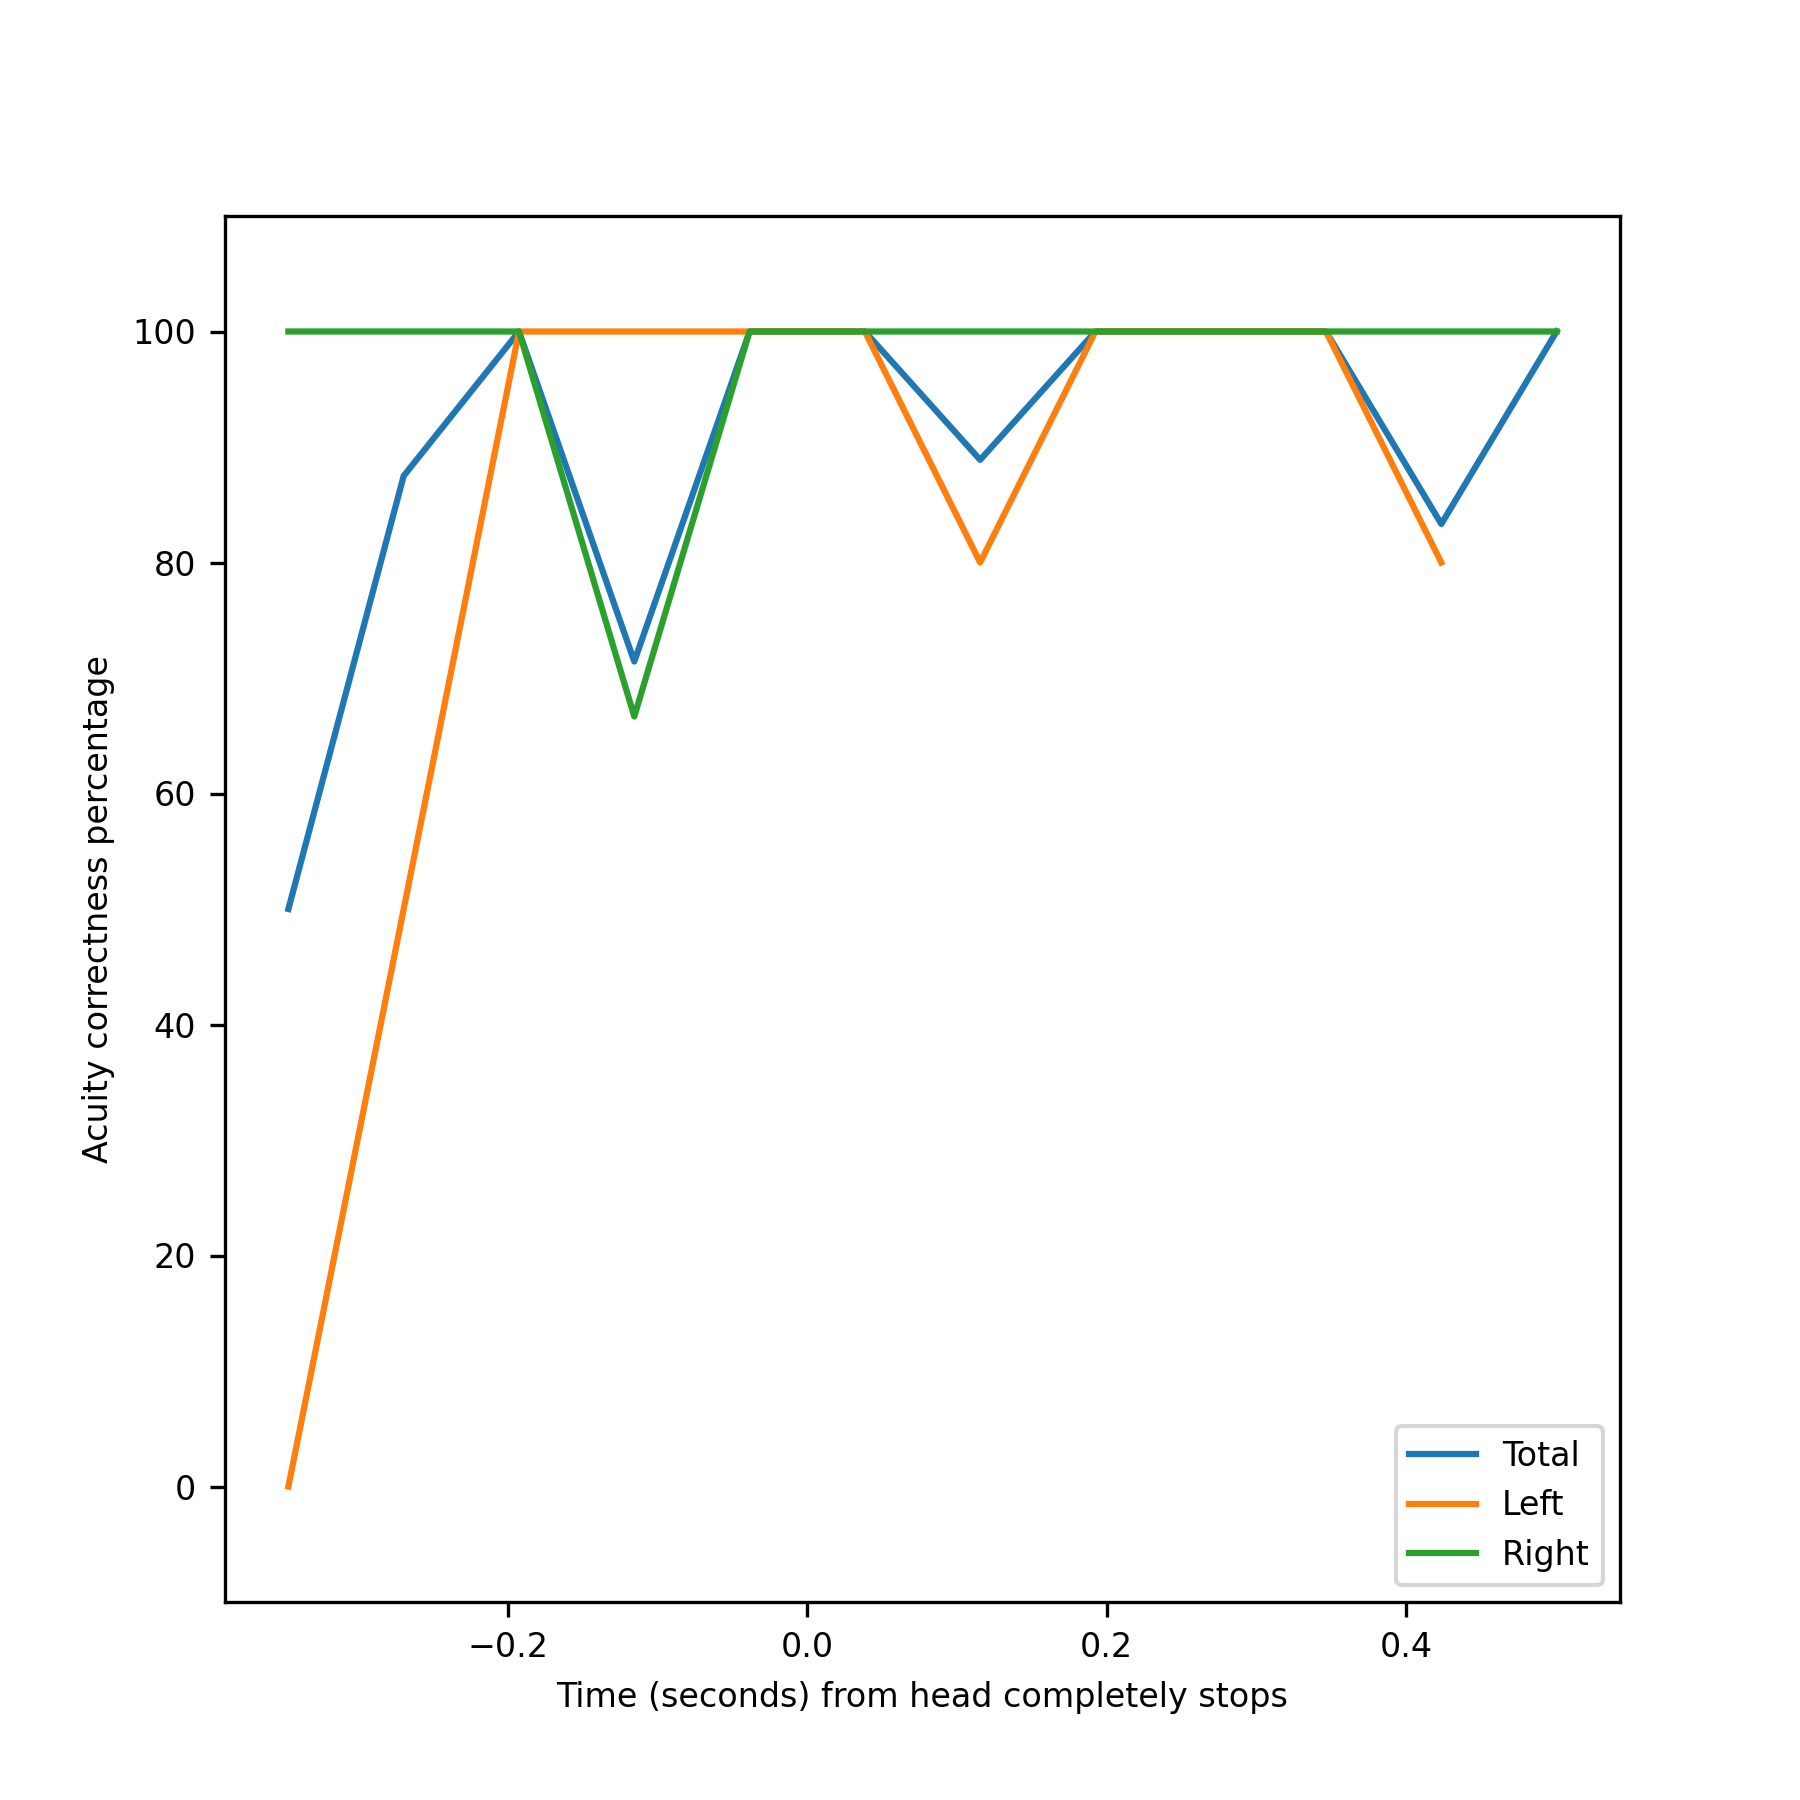 100
80
60
40
20
0
Acuity correctness percentage
−0.2
0.0
0.2
0.4
Time (seconds) from head completely stops
Total
Left
Right